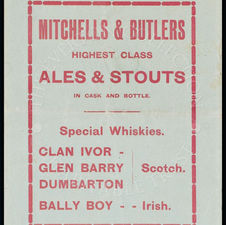 MITCHELLS & BUTLERS
HIGHEST CLASS
ALES & STOUTS
IN CASK AND BOTTLE.
Special Whiskies.
CLAN IVOR -
GLEN BARRY Scotch.
DUMBARTON
BALLY BOY - - Irish.